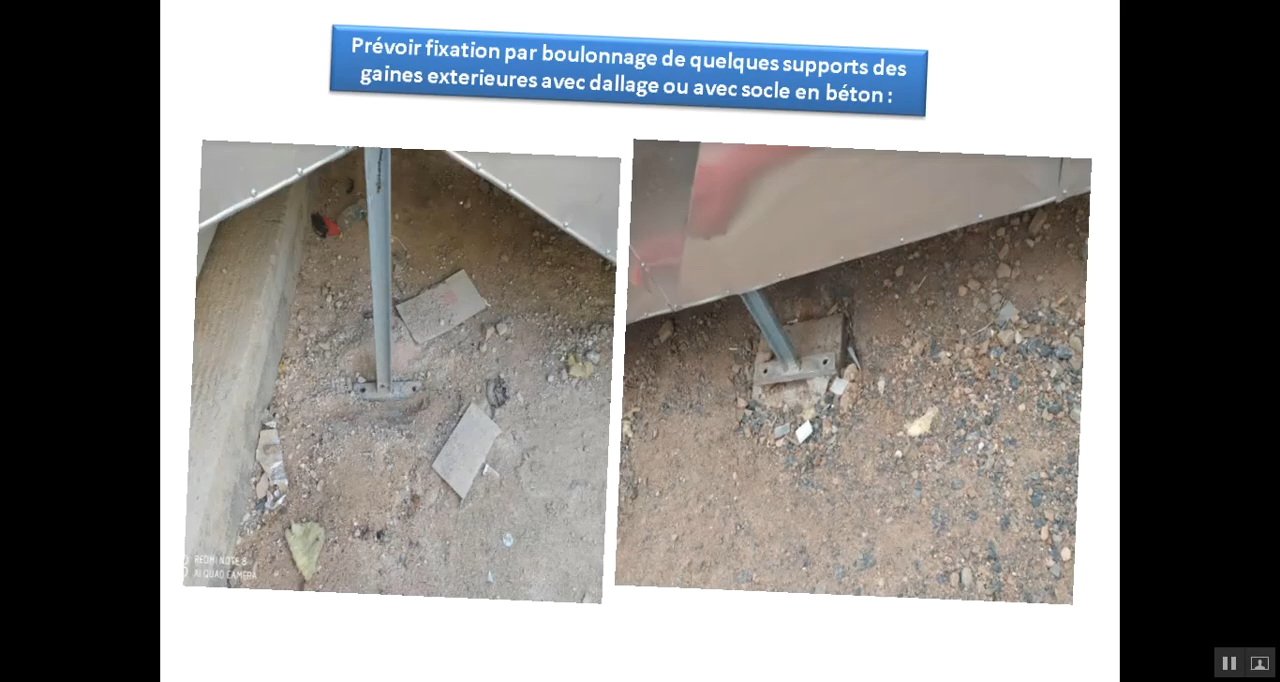 Prévoir fixation par boulonnage de quelques supports des
gaines exterieures avec dallage ou avec socle en béton :
REDMI NOTE 8
AI QUAD CAMERA